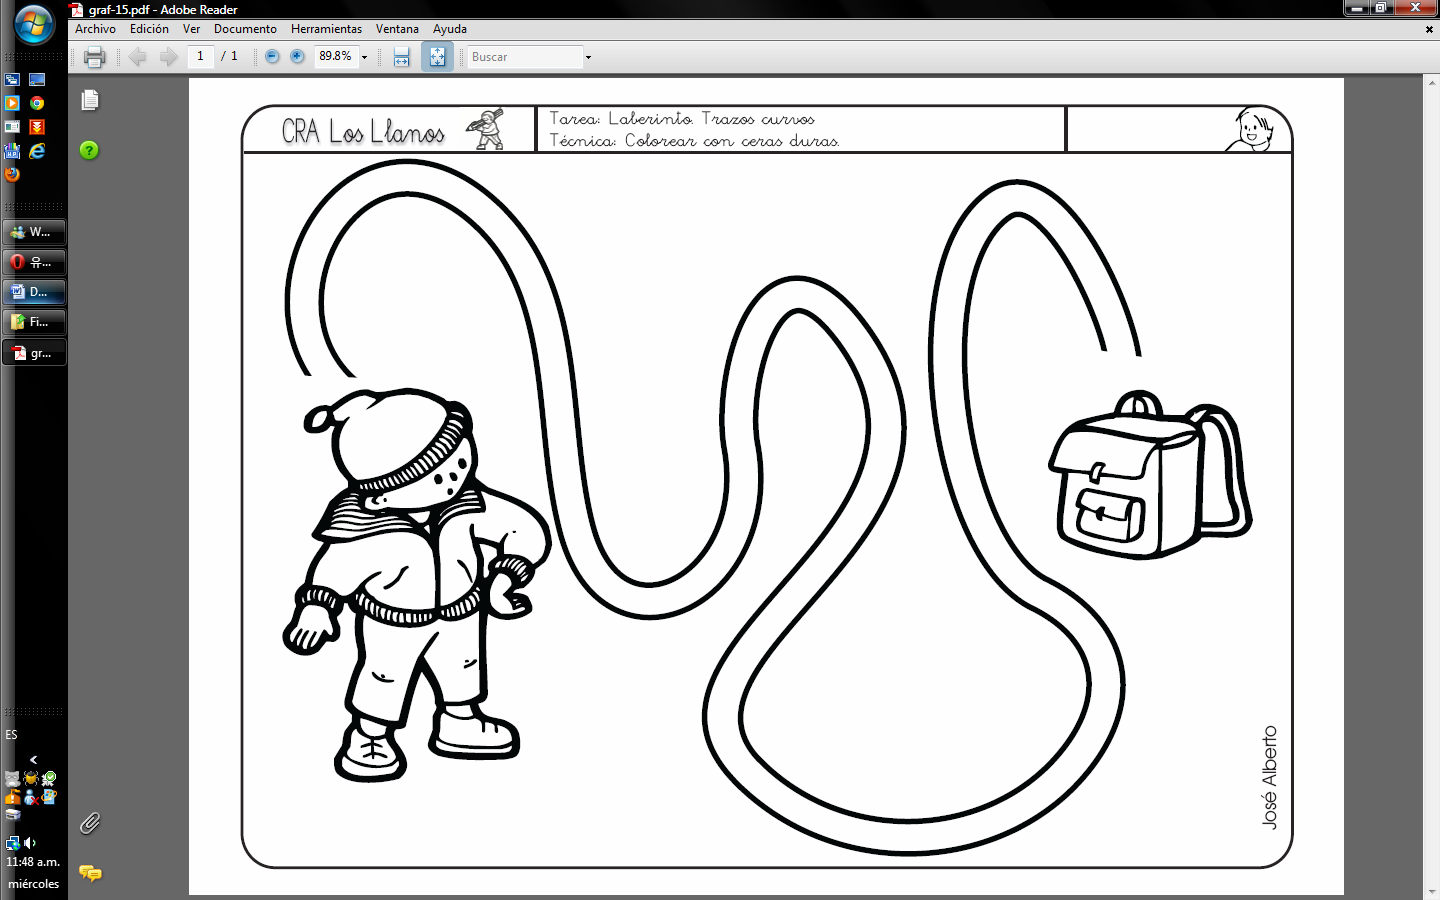 graf-15.pdf - Adobe Reader
Archivo Edición Ver Documento Herramientas Ventana Ayuda
1 / 1 89.8% Buscar
CRA Los Llanos
Tarea: Laberinto. Trazos curvos
Técnica: Colorear con ceras duras.
José Alberto
W...
유...
D...
Fi...
gr...
ES
11:48 a.m.
miércoles